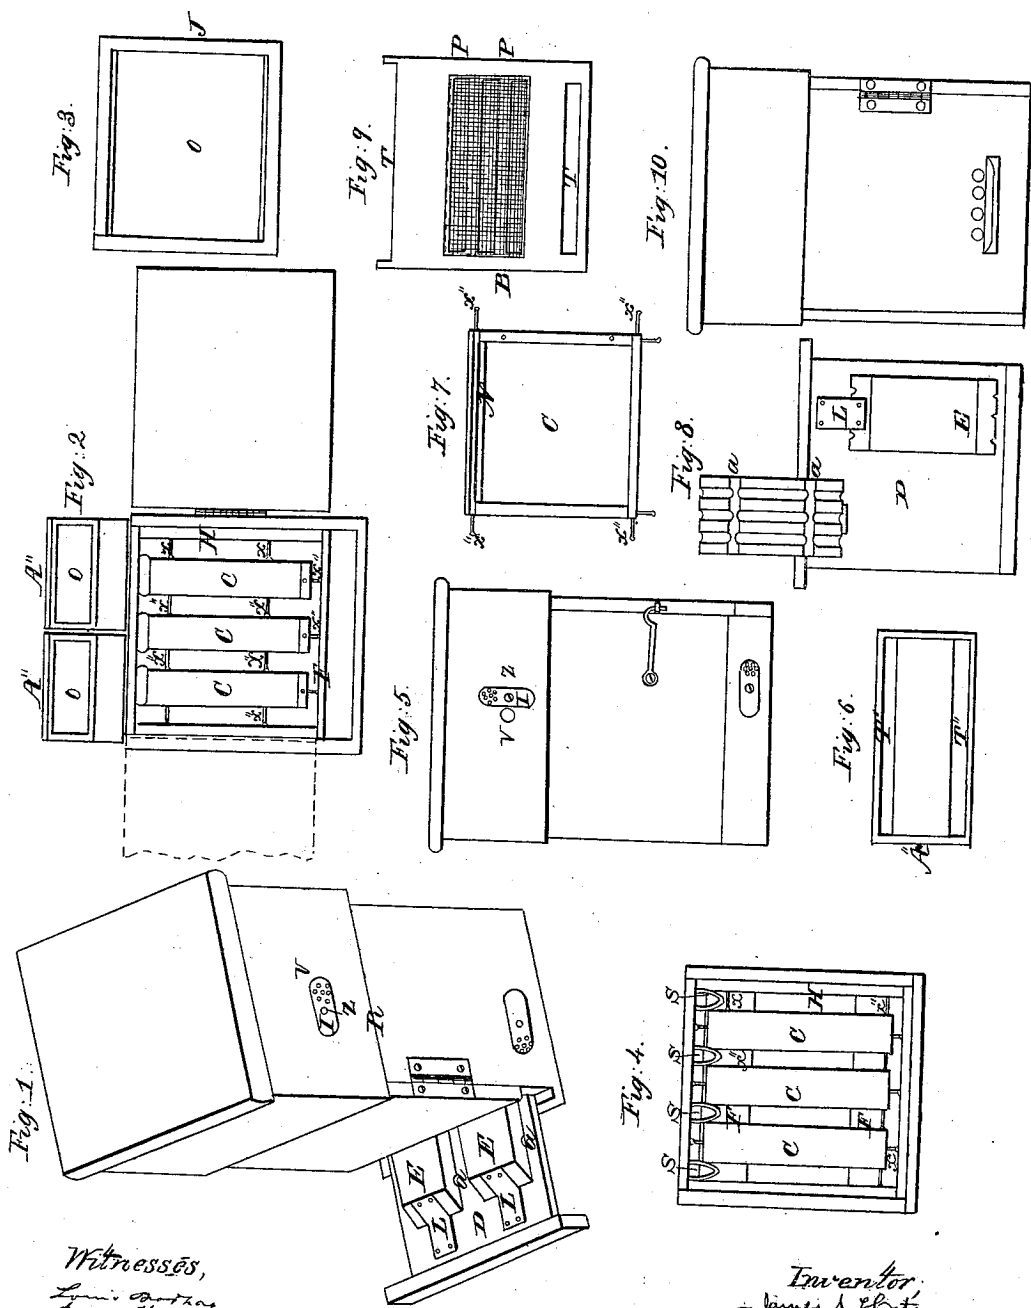 Fig: 1.
V
I
Z
R
E
E
a
a
L
L
D
Fig: 2
A"
A"
O
O
H
C
C
C
x
x
x"
x"
x"
x"
x"
x"
x"
F
Fig: 3.
J
O
Fig: 4.
S
S
S
S
x
x"
x"
x
H
C
C
C
F
F
Fig: 5.
V
Z
I
Fig: 6.
T"
T"
A"
Fig: 7.
x"
x"
x"
x"
N
C
Fig: 8.
a
a
L
E
D
Fig: 9.
T
P
P
B
T
Fig: 10.
Witnesses,
Inventor,
James